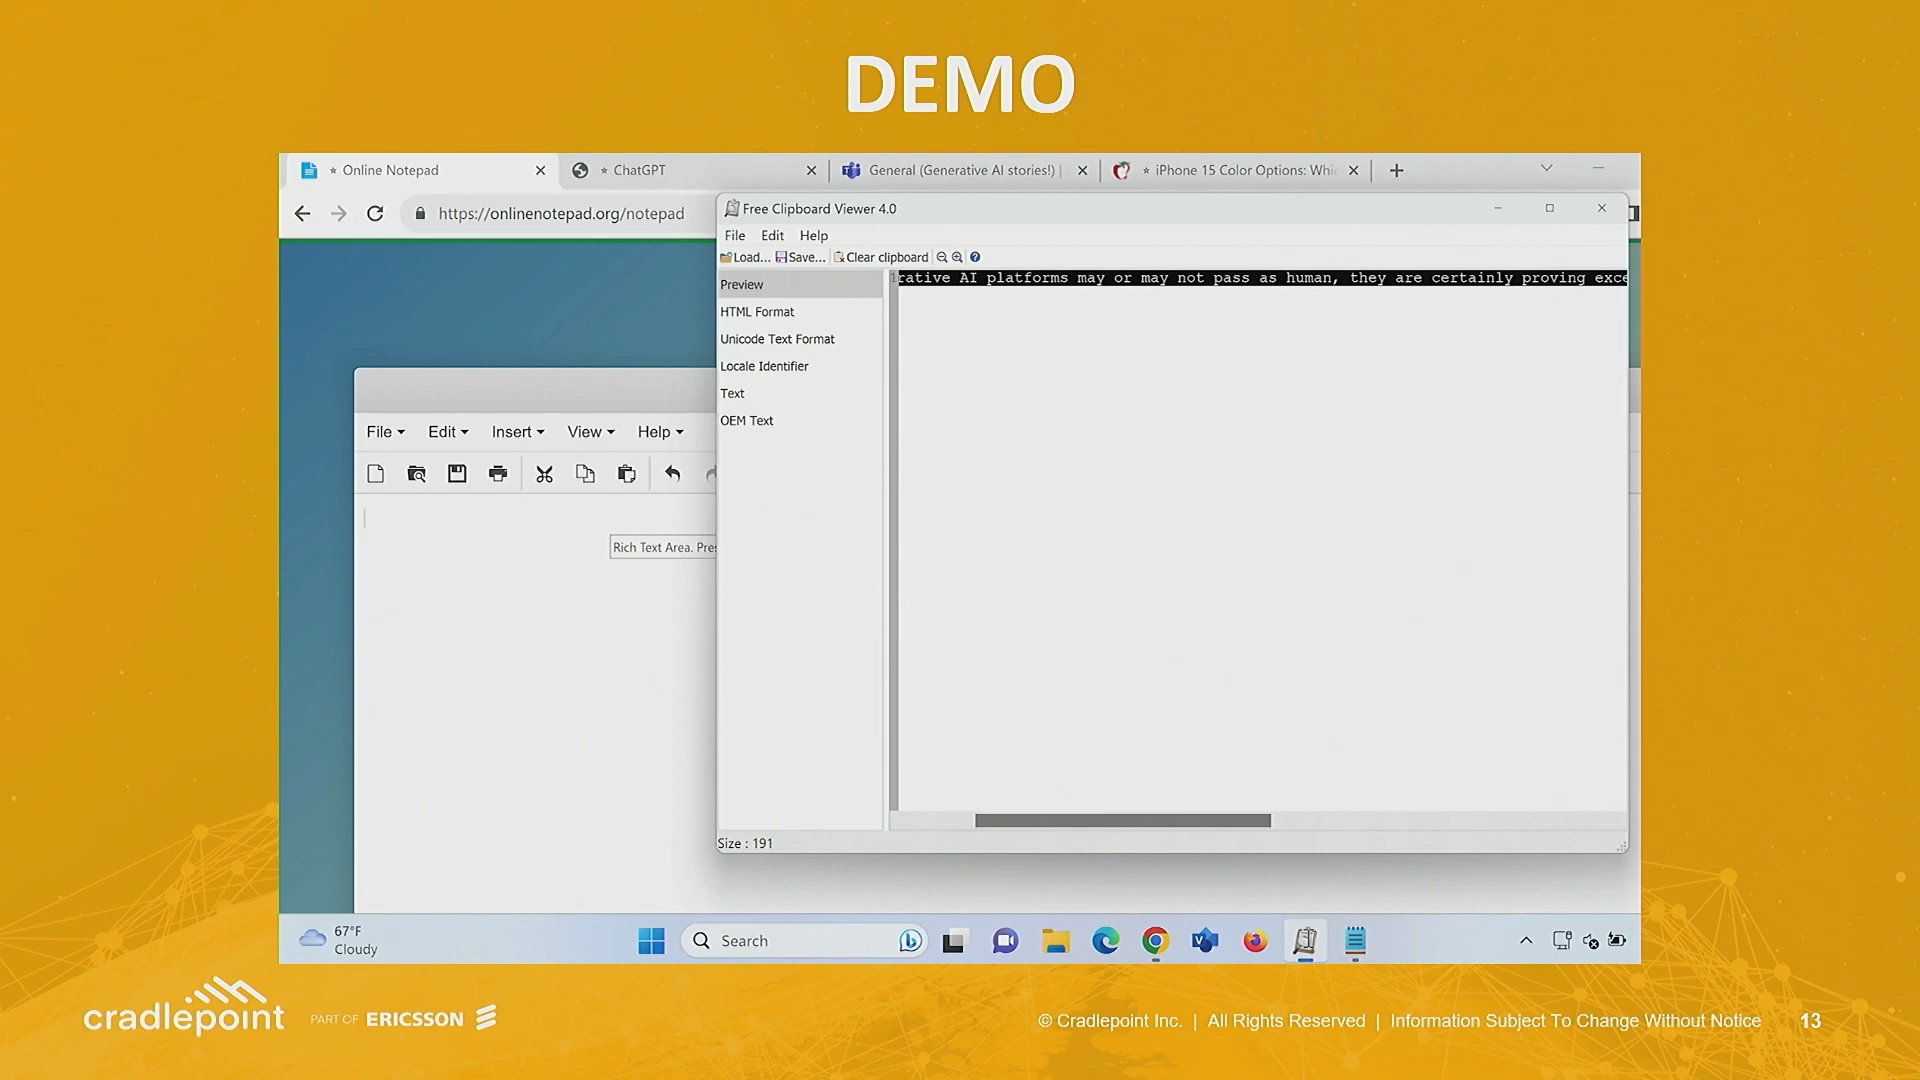 DEMO
* Online Notepad
* ChatGPT
General (Generative AI stories!) |
* iPhone 15 Color Options: Whi
https://onlinenotepad.org/notepad
Free Clipboard Viewer 4.0
File Edit Help
Load... Save... Clear clipboard
Preview
HTML Format
Unicode Text Format
Locale Identifier
Text
OEM Text
1
rative AI platforms may or may not pass as human, they are certainly proving exce
File Edit Insert View Help
Rich Text Area. Pres
Size : 191
67°F
Cloudy
Search
cradlepoint PART OF ERICSSON
© Cradlepoint Inc. | All Rights Reserved | Information Subject To Change Without Notice 13